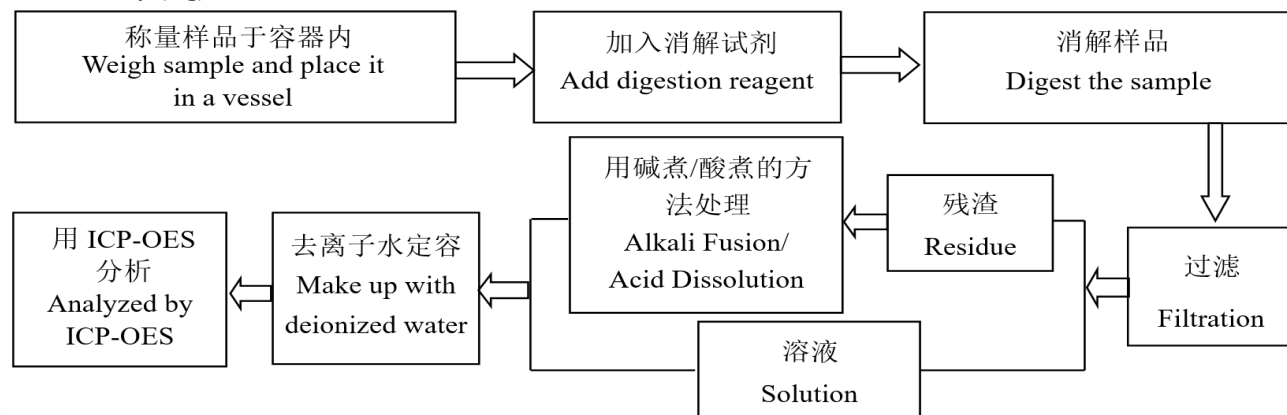 称量样品于容器内
Weigh sample and place it
in a vessel
加入消解试剂
Add digestion reagent
消解样品
Digest the sample
过滤
Filtration
残渣
Residue
用碱煮/酸煮的方
法处理
Alkali Fusion/
Acid Dissolution
溶液
Solution
去离子水定容
Make up with
deionized water
用 ICP-OES
分析
Analyzed by
ICP-OES